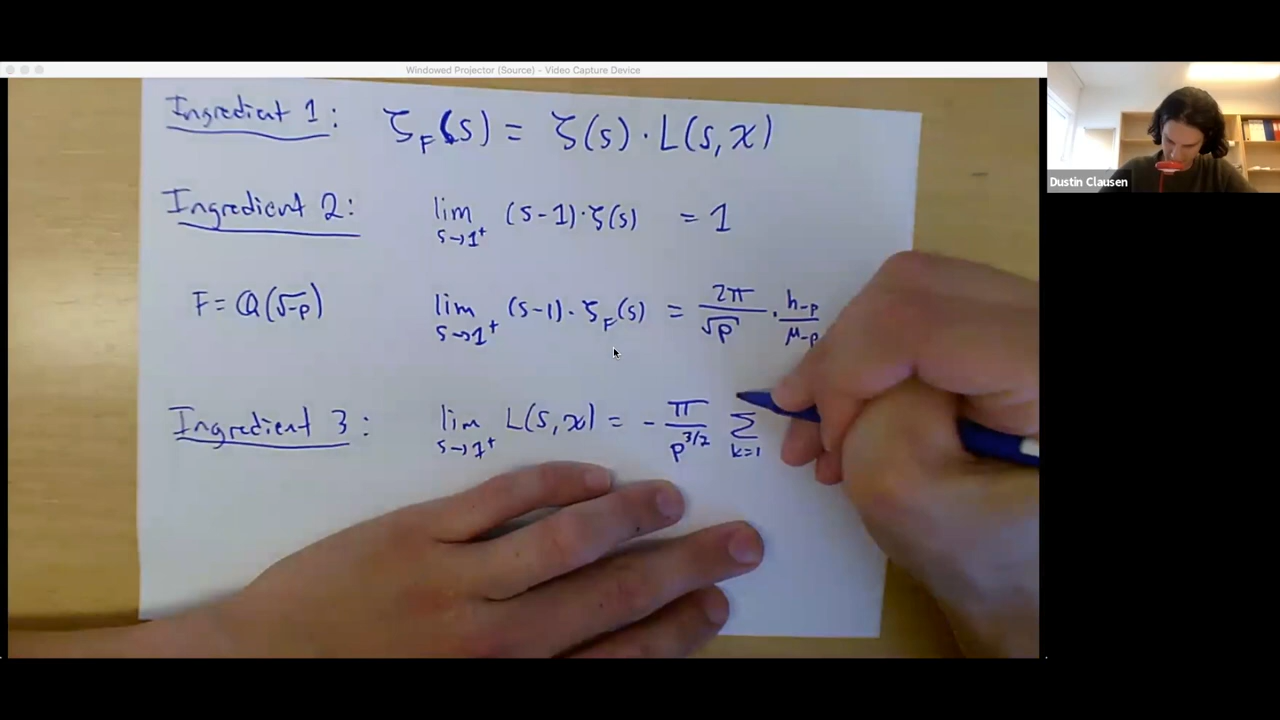 Windowed Projector (Source) - Video Capture Device
Ingredient 1: ζ_F(s) = ζ(s) · L(s, χ)
Ingredient 2: lim_{s→1⁺} (s-1)·ζ(s) = 1
F = Q(√-p) lim_{s→1⁺} (s-1)·ζ_F(s) = 2π/√p · h_{-p}/μ_{-p}
Ingredient 3: lim_{s→1⁺} L(s, χ) = - π/p^{3/2} Σ_{k=1}
Dustin Clausen